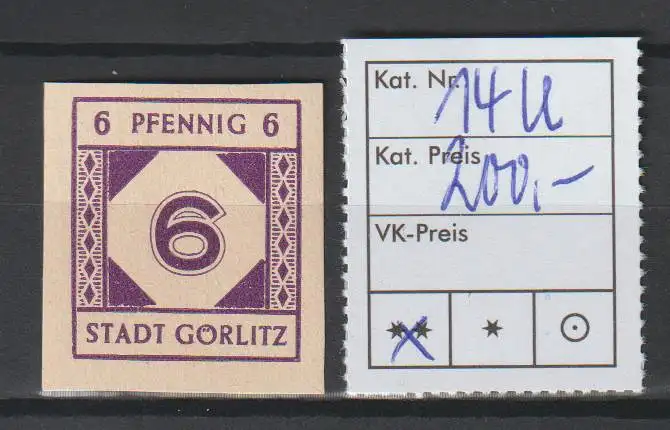 6 PFENNIG 6
6
STADT GÖRLITZ
Kat. Nr. 14 U
Kat. Preis 200,-
VK-Preis